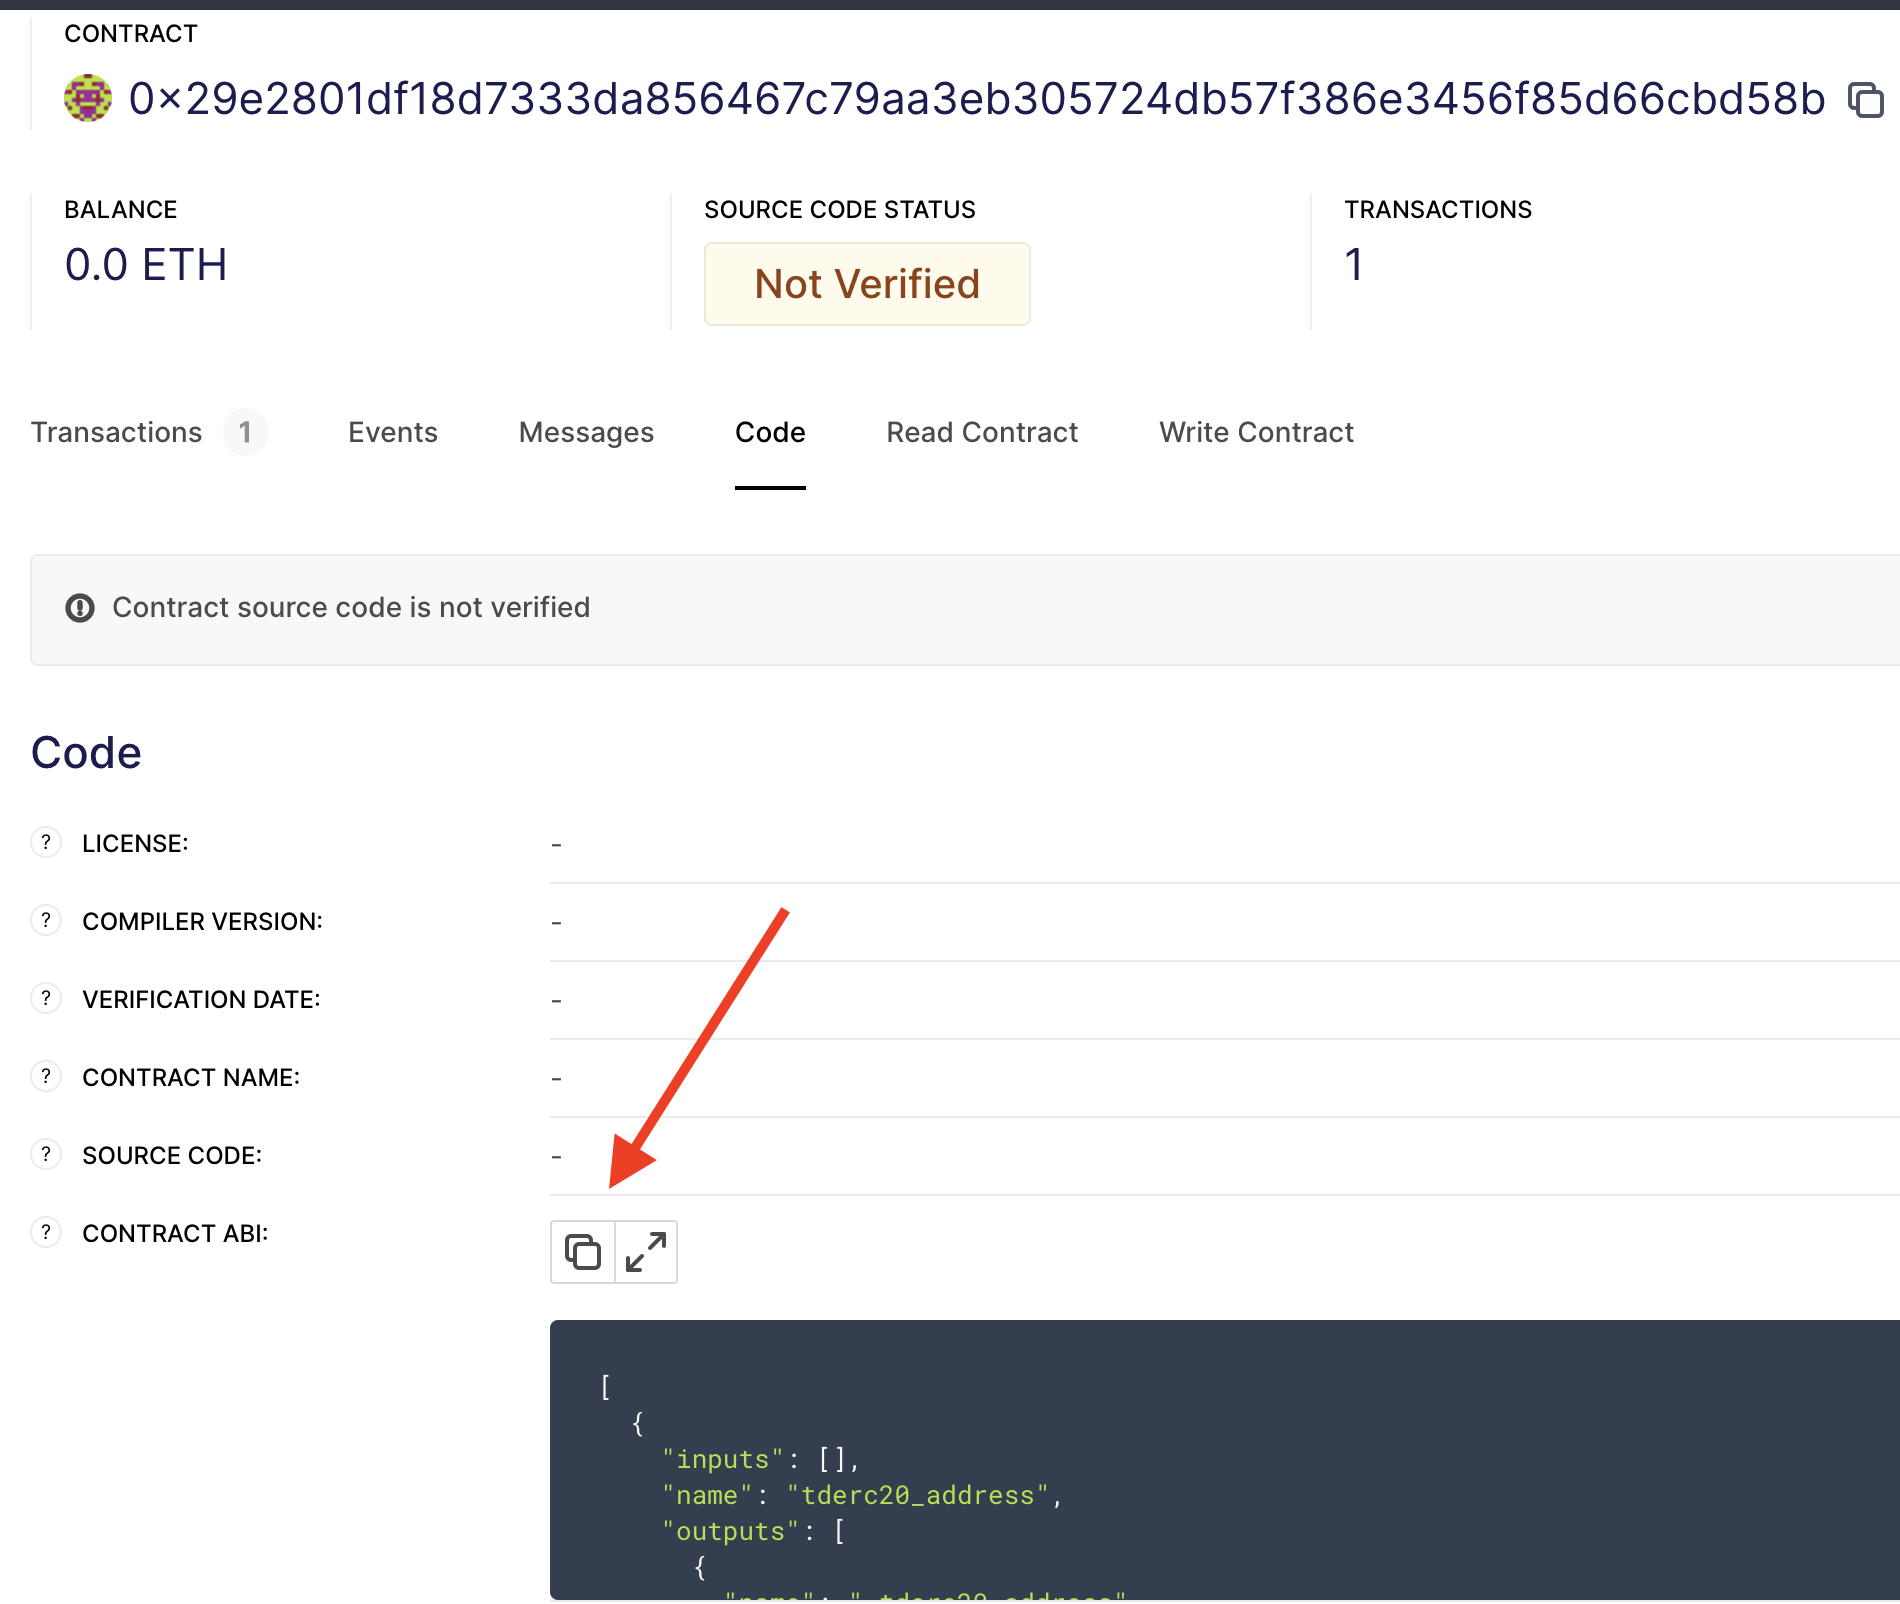 CONTRACT
0x29e2801df18d7333da856467c79aa3eb305724db57f386e3456f85d66cbd58b
BALANCE
0.0 ETH
SOURCE CODE STATUS
Not Verified
TRANSACTIONS
1
Transactions 1 Events Messages Code Read Contract Write Contract
Contract source code is not verified
Code
? LICENSE: -
? COMPILER VERSION: -
? VERIFICATION DATE: -
? CONTRACT NAME: -
? SOURCE CODE: -
? CONTRACT ABI:
[
{
"inputs": [],
"name": "tderc20_address",
"outputs": [
{
"name": "_tderc20_address"